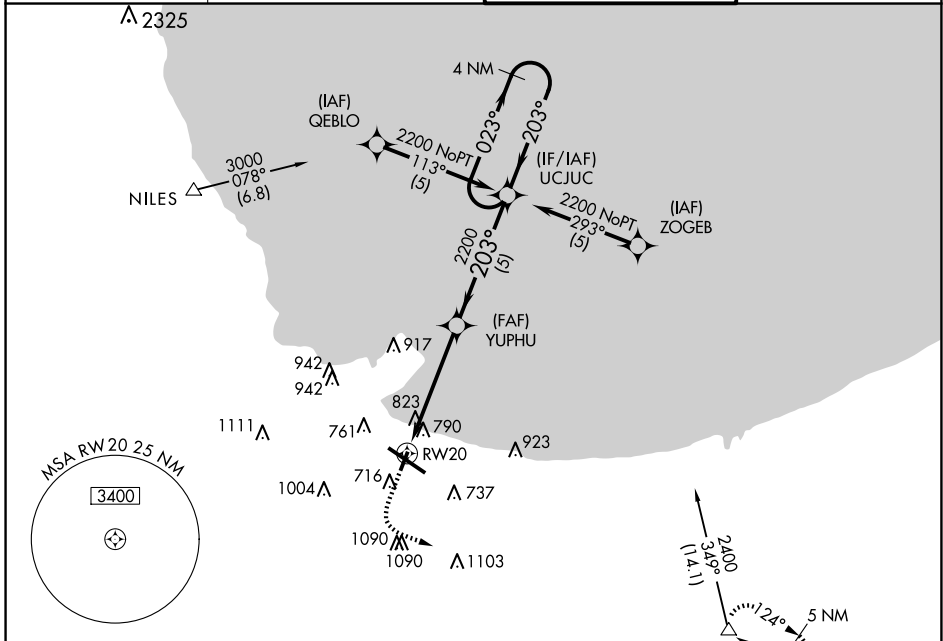 2325
4 NM
(IAF)
QEBLO
023°
203°
2200 NoPT
113°
(5)
(IF/IAF)
UCJUC
3000
078°
(6.8)
NILES
2200 NoPT
293°
(5)
(IAF)
ZOGEB
2200
203°
(5)
(FAF)
YUPHU
917
942
942
823
790
1111
761
923
RW20
MSA RW20 25 NM
3400
716
1004
737
1090
1090
1103
2400
349°
(14.1)
124°
5 NM